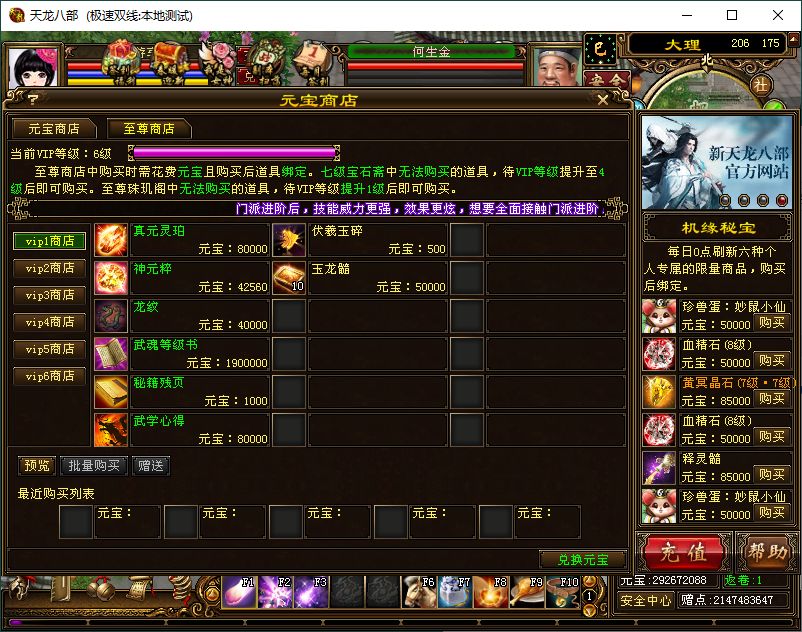 天龙八部 (极速双线:本地测试)
何生金
大理 206 175
北
安全
社
?
元宝商店
元宝商店 至尊商店
当前VIP等级：6级
至尊商店中购买时需花费元宝且购买后道具绑定。七级宝石斋中无法购买的道具，待VIP等级提升至4
级后即可购买。至尊珠玑阁中无法购买的道具，待VIP等级提升1级后即可购买。
门派进阶后，技能威力更强，效果更炫，想要全面接触门派进阶
vip1商店
vip2商店
vip3商店
vip4商店
vip5商店
vip6商店
真元灵珀
元宝：80000
伏羲玉碎
元宝：500
神元粹
元宝：42560
10
玉龙髓
元宝：50000
龙纹
元宝：40000
武魂等级书
元宝：1900000
秘籍残页
元宝：1000
武学心得
元宝：80000
预览 批量购买 赠送
最近购买列表
元宝： 元宝： 元宝： 元宝： 元宝：
兑换元宝
新天龙八部
官方网站
机缘秘宝
每日0点刷新六种个
人专属的限量商品，购买
后绑定。
珍兽蛋：妙鼠小仙
元宝：50000 购买
血精石(8级)
元宝：50000 购买
黄冥晶石(7级·7级)
元宝：85000 购买
血精石(8级)
元宝：50000 购买
释灵髓
元宝：85000 购买
珍兽蛋：妙鼠小仙
元宝：50000 购买
充值 帮助
元宝:292672088 返卷:1
安全中心 赠点:2147483647
F1 F2 F3 F6 F7 F8 F9 F10 1